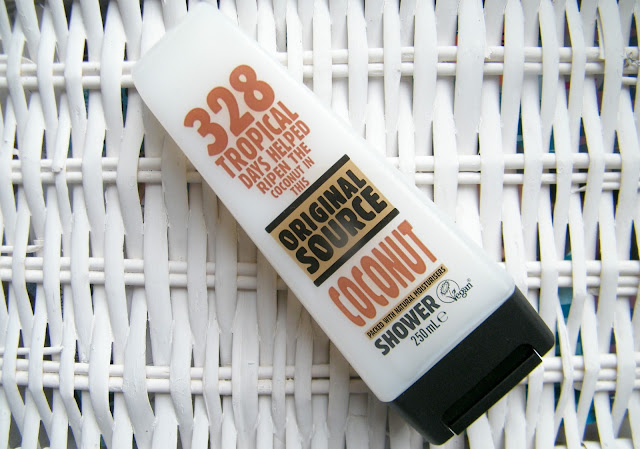 328
TROPICAL
DAYS HELPED
RIPEN THE
COCONUT IN
THIS
ORIGINAL
SOURCE
COCONUT
PACKED WITH NATURAL MOISTURISERS
SHOWER
Vegan
250 mL ℮